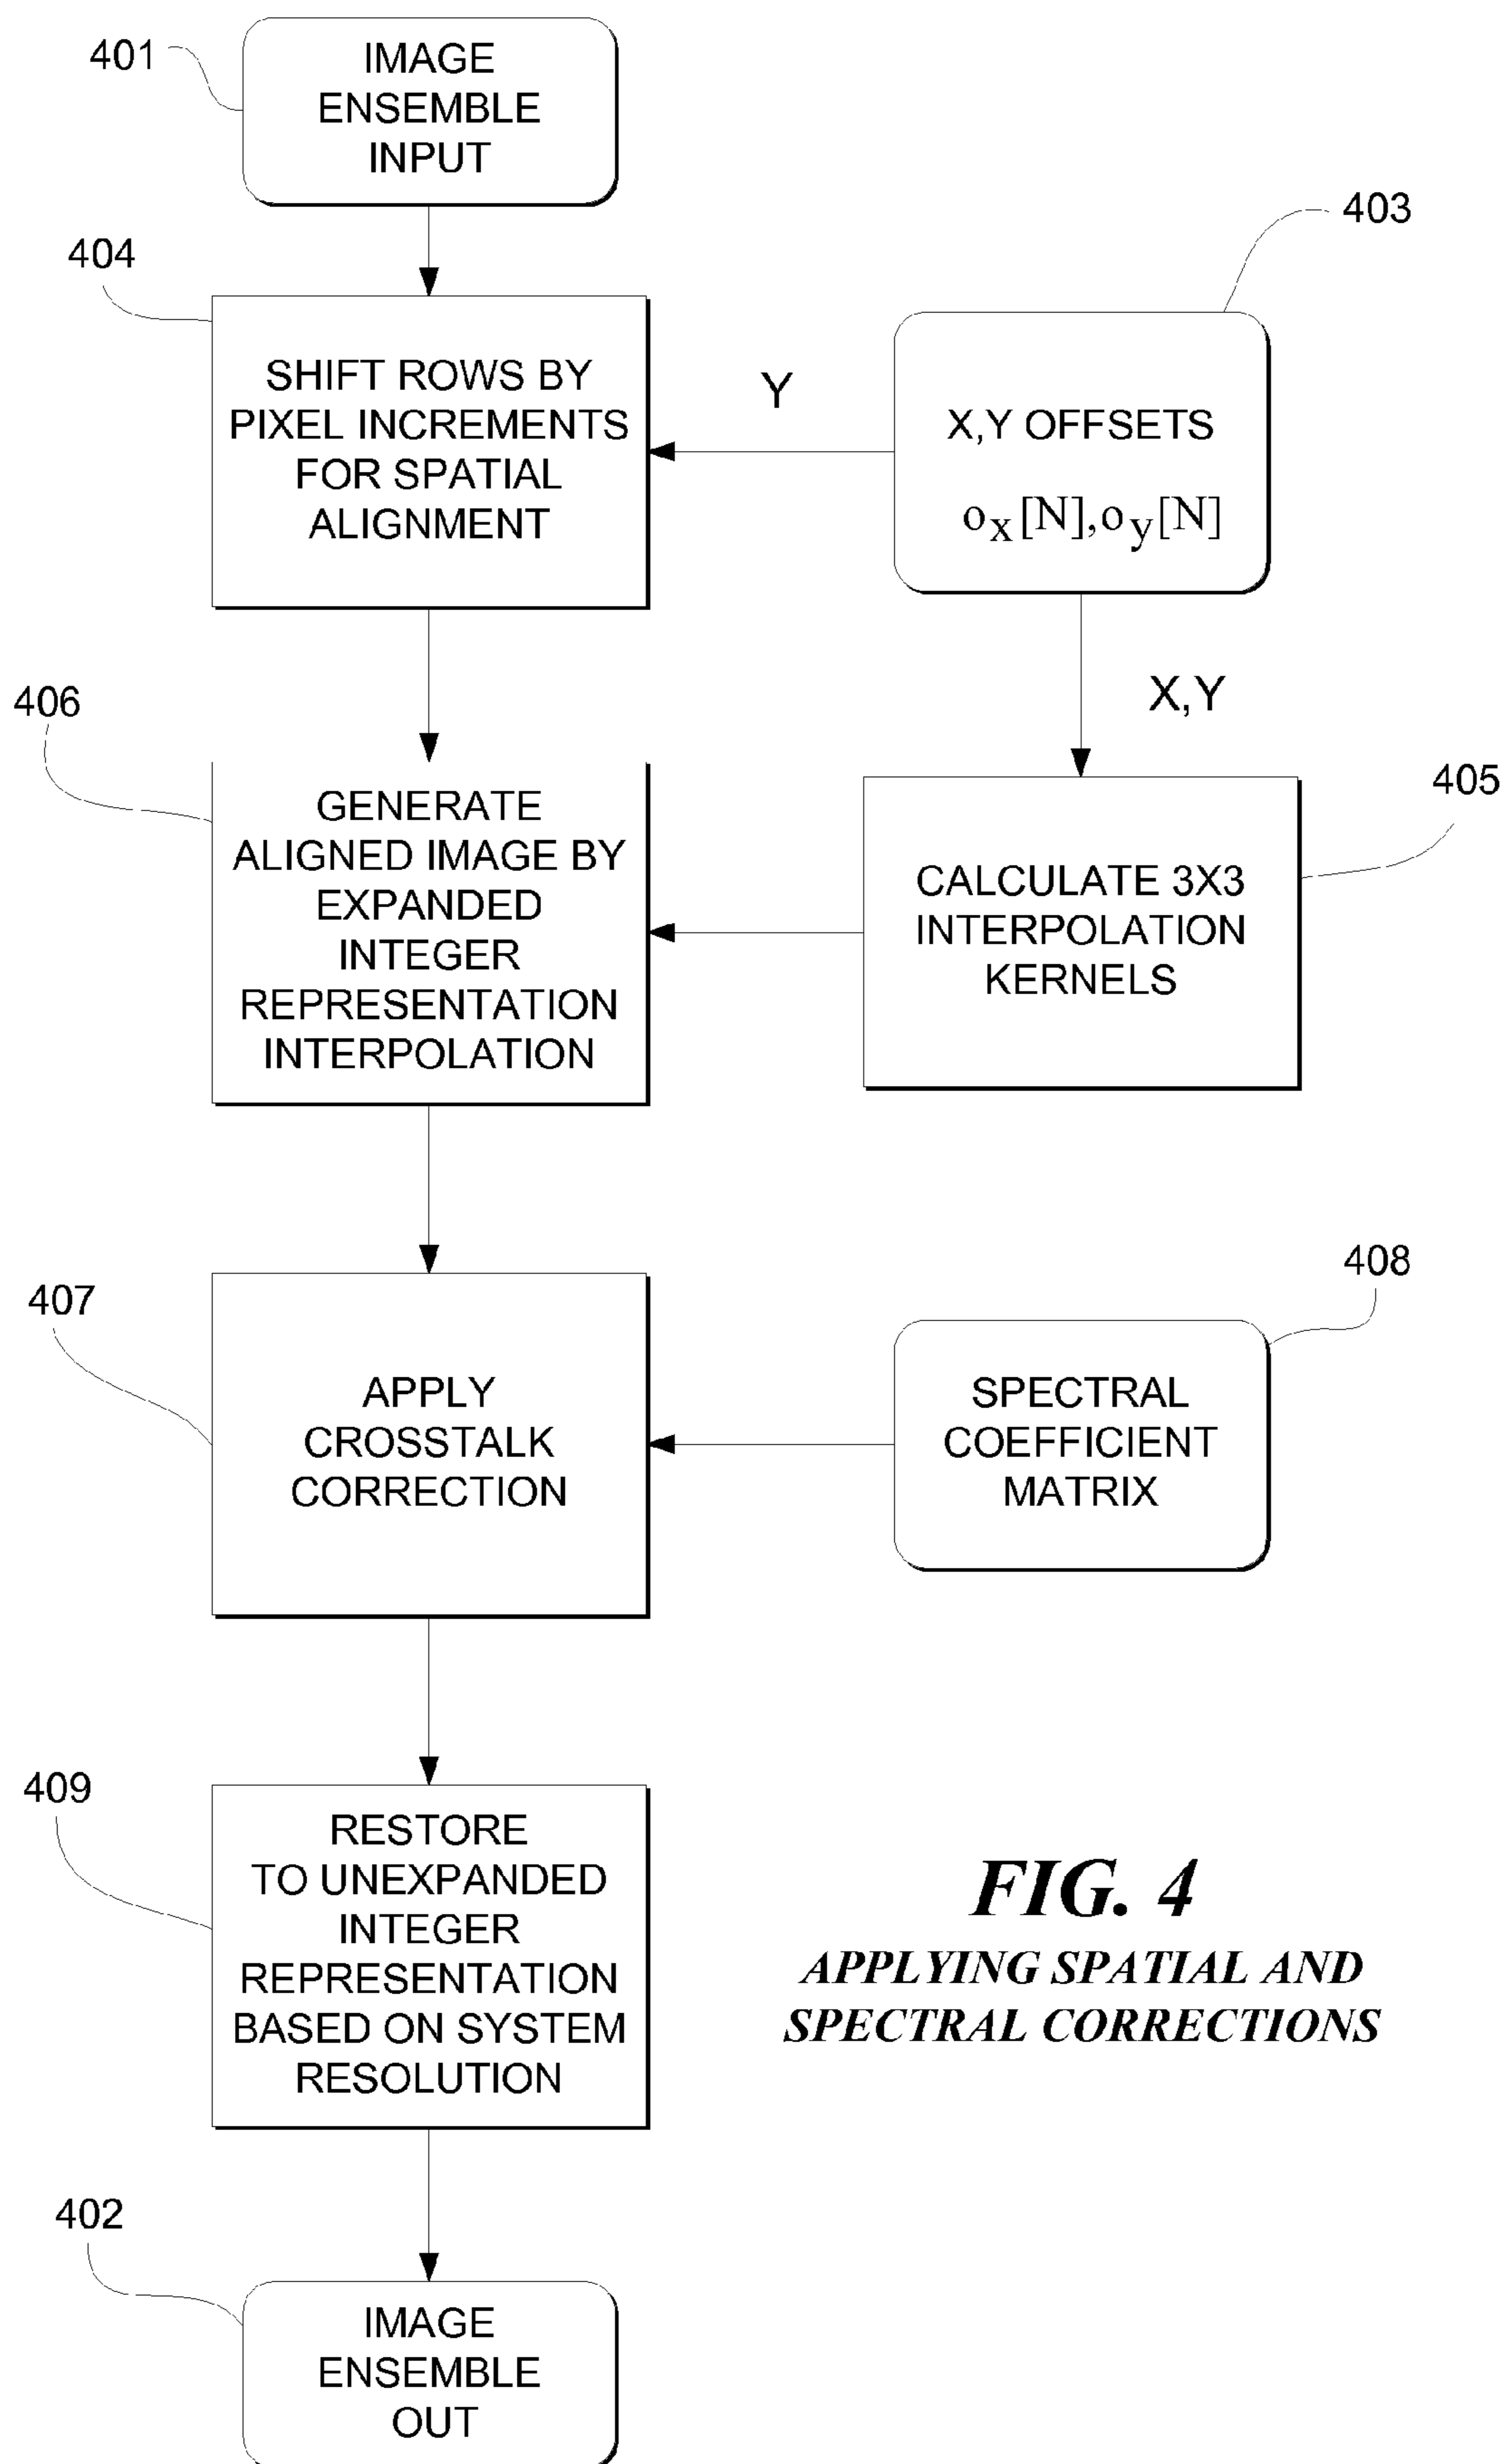 401
IMAGE
ENSEMBLE
INPUT
403
404
SHIFT ROWS BY
PIXEL INCREMENTS
FOR SPATIAL
ALIGNMENT
Y
X,Y OFFSETS
o_x[N],o_y[N]
X,Y
406
GENERATE
ALIGNED IMAGE BY
EXPANDED
INTEGER
REPRESENTATION
INTERPOLATION
405
CALCULATE 3X3
INTERPOLATION
KERNELS
407
APPLY
CROSSTALK
CORRECTION
408
SPECTRAL
COEFFICIENT
MATRIX
409
RESTORE
TO UNEXPANDED
INTEGER
REPRESENTATION
BASED ON SYSTEM
RESOLUTION
FIG. 4
APPLYING SPATIAL AND
SPECTRAL CORRECTIONS
402
IMAGE
ENSEMBLE
OUT